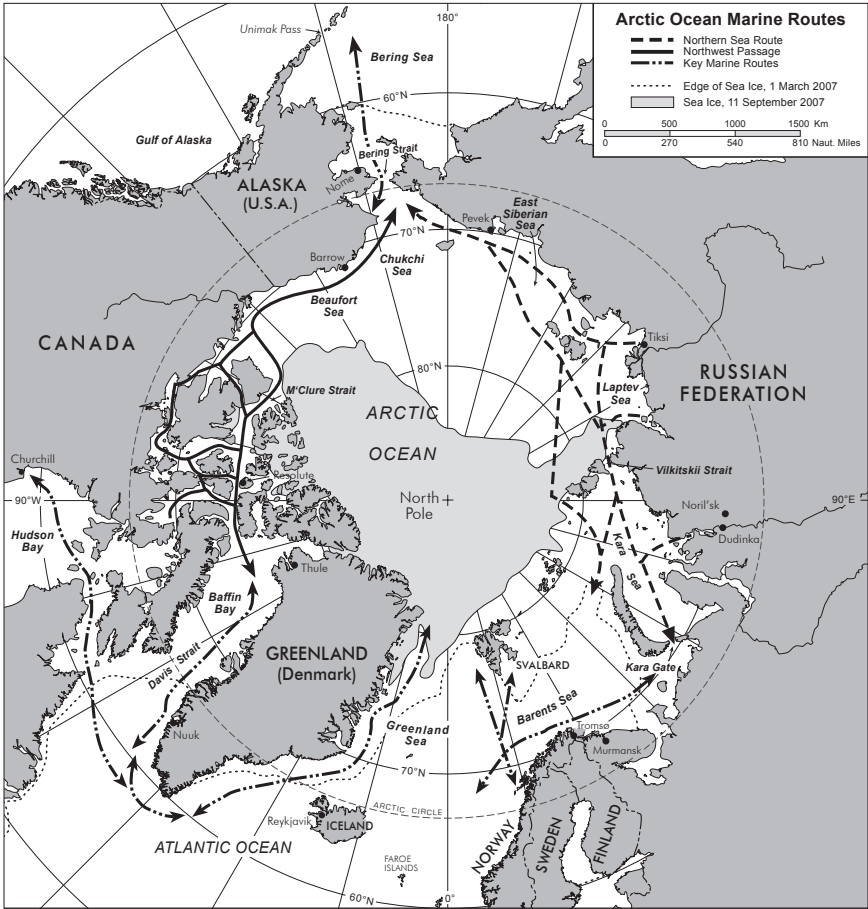 Arctic Ocean Marine Routes
Northern Sea Route
Northwest Passage
Key Marine Routes
Edge of Sea Ice, 1 March 2007
Sea Ice, 11 September 2007
0 500 1000 1500 Km
0 270 540 810 Naut. Miles
180°
Unimak Pass
Bering Sea
60°N
Gulf of Alaska
Bering Strait
Nome
ALASKA
(U.S.A.)
East
Siberian
Sea
Pevek
70°N
Barrow
Chukchi
Sea
Beaufort
Sea
CANADA
Tiksi
80°N
RUSSIAN
FEDERATION
Laptev
Sea
M'Clure Strait
ARCTIC
OCEAN
Churchill
Resolute
Vilkitskii Strait
90°W
North
Pole
90°E
Noril'sk
Dudinka
Hudson
Bay
Kara
Sea
Thule
Baffin
Bay
GREENLAND
(Denmark)
SVALBARD
Kara Gate
Davis Strait
Barents Sea
Nuuk
Greenland
Sea
Tromsø
Murmansk
70°N
ARCTIC CIRCLE
Reykjavik
ICELAND
ATLANTIC OCEAN
FAROE
ISLANDS
NORWAY
SWEDEN
FINLAND
60°N
0°